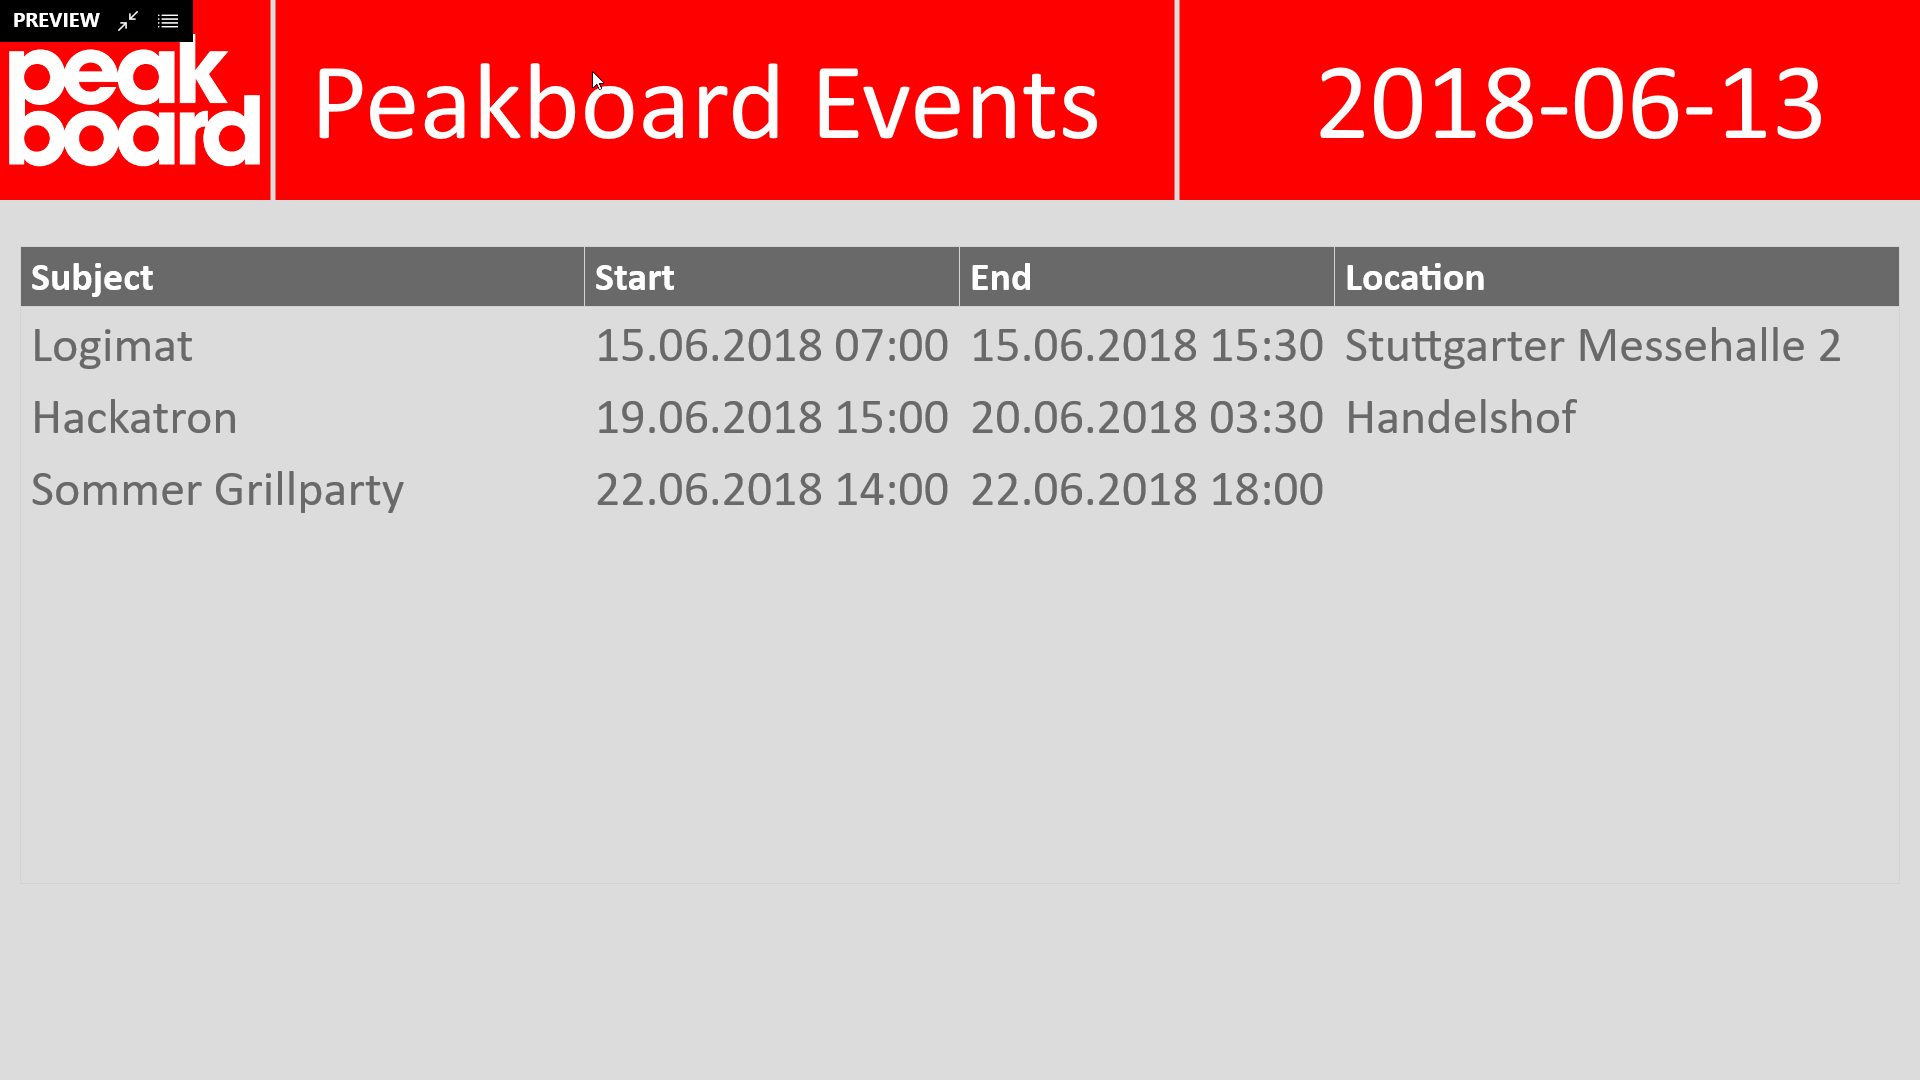 PREVIEW
peak
board
Peakboard Events
2018-06-13
Subject Start End Location
Logimat 15.06.2018 07:00 15.06.2018 15:30 Stuttgarter Messehalle 2
Hackatron 19.06.2018 15:00 20.06.2018 03:30 Handelshof
Sommer Grillparty 22.06.2018 14:00 22.06.2018 18:00